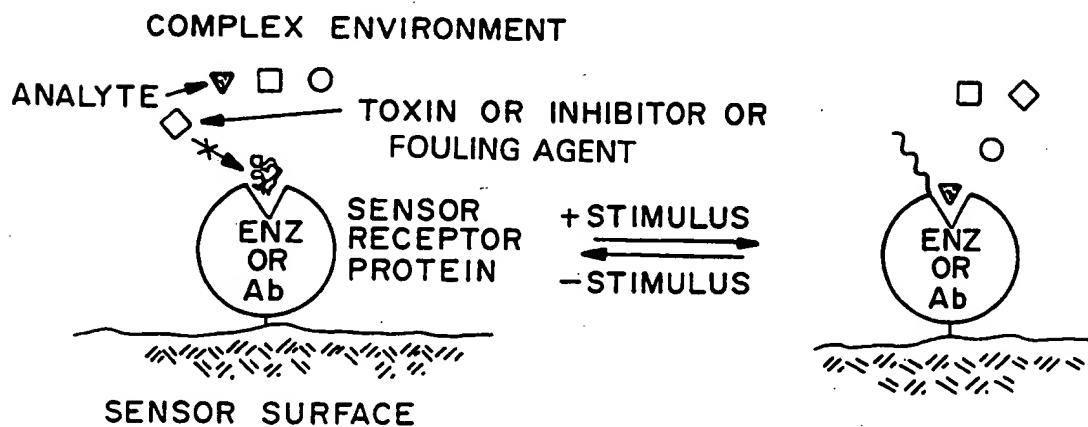 COMPLEX ENVIRONMENT
ANALYTE
TOXIN OR INHIBITOR OR
FOULING AGENT
ENZ
OR
Ab
SENSOR
RECEPTOR
PROTEIN
+STIMULUS
-STIMULUS
ENZ
OR
Ab
SENSOR SURFACE